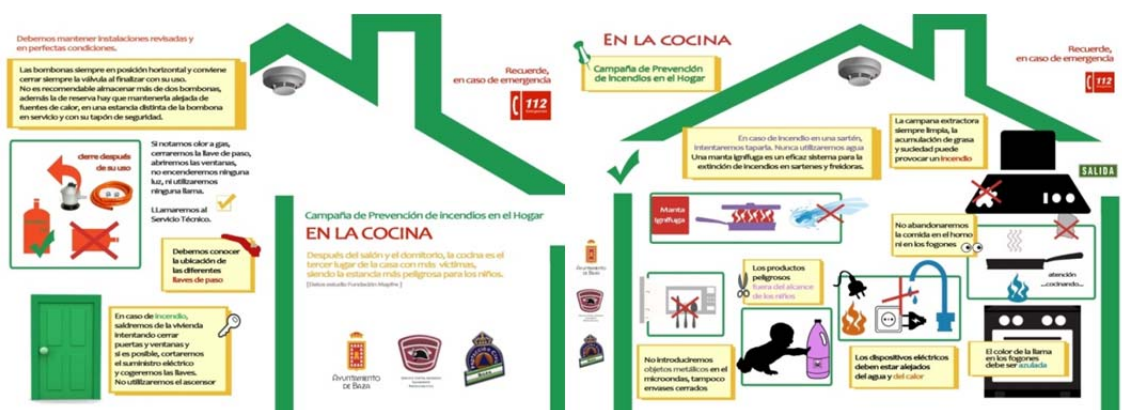 Debemos mantener instalaciones revisadas y
en perfectas condiciones.
Las bombonas siempre en posición horizontal y conviene
cerrar siempre la válvula al finalizar con su uso.
No es recomendable almacenar más de dos bombonas,
además la de reserva hay que mantenerla alejada de
fuentes de calor, en una estancia distinta de la bombona
en servicio y con su tapón de seguridad.
cierre después
de su uso
Si notamos olor a gas,
cerraremos la llave de paso,
abriremos las ventanas,
no encenderemos ninguna
luz, ni utilizaremos
ninguna llama.
LLamaremos al
Servicio Técnico.
Debemos conocer
la ubicación de
las diferentes
llaves de paso
En caso de incendio,
saldremos de la vivienda
intentando cerrar
puertas y ventanas y
si es posible, cortaremos
el suministro eléctrico
y cogeremos las llaves.
No utilizaremos el ascensor
Recuerde,
en caso de emergencia
112
Campaña de Prevención de incendios en el Hogar
EN LA COCINA
Después del salón y el domitorio, la cocina es el
tercer lugar de la casa con más víctimas,
siendo la estancia más peligrosa para los niños.
[Datos estudio Fundación Mapfre]
AYUNTAMIENTO
DE BAZA
BAZA
EN LA COCINA
Campaña de Prevención
de incendios en el Hogar
Recuerde,
en caso de emergencia
112
En caso de incendio en una sartén,
intentaremos taparla. Nunca utilizaremos agua
Una manta ignífuga es un eficaz sistema para la
extinción de incendios en sartenes y freidoras.
La campana extractora
siempre limpia, la
acumulación de grasa
y suciedad puede
provocar un incendio
SALIDA
Manta
Ignífuga
No abandonaremos
la comida en el horno
ni en los fogones
atención
...cocinando...
Los productos
peligrosos
fuera del alcance
de los niños
No introduciremos
objetos metálicos en el
microondas, tampoco
envases cerrados
Los dispositivos eléctricos
deben estar alejados
del agua y del calor
El color de la llama
en los fogones
debe ser azulada
AYUNTAMIENTO
DE BAZA